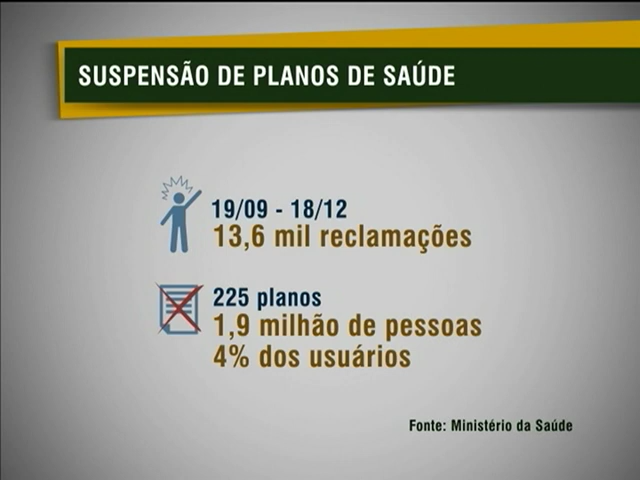 SUSPENSÃO DE PLANOS DE SAÚDE
19/09 - 18/12
13,6 mil reclamações
225 planos
1,9 milhão de pessoas
4% dos usuários
Fonte: Ministério da Saúde